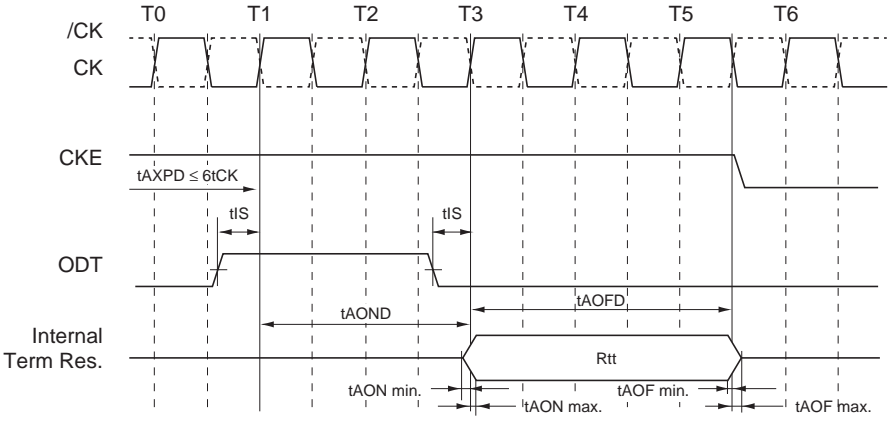 T0 T1 T2 T3 T4 T5 T6
/CK
CK
CKE
tAXPD ≤ 6tCK
tIS tIS
ODT
tAOND tAOFD
Internal
Term Res.
Rtt
tAON min. tAOF min.
tAON max. tAOF max.